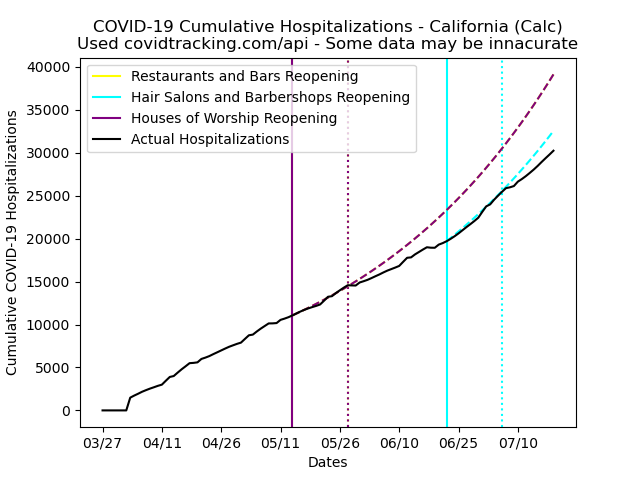 COVID-19 Cumulative Hospitalizations - California (Calc)
Used covidtracking.com/api - Some data may be innacurate
Restaurants and Bars Reopening
Hair Salons and Barbershops Reopening
Houses of Worship Reopening
Actual Hospitalizations
Cumulative COVID-19 Hospitalizations
40000
35000
30000
25000
20000
15000
10000
5000
0
03/27 04/11 04/26 05/11 05/26 06/10 06/25 07/10
Dates